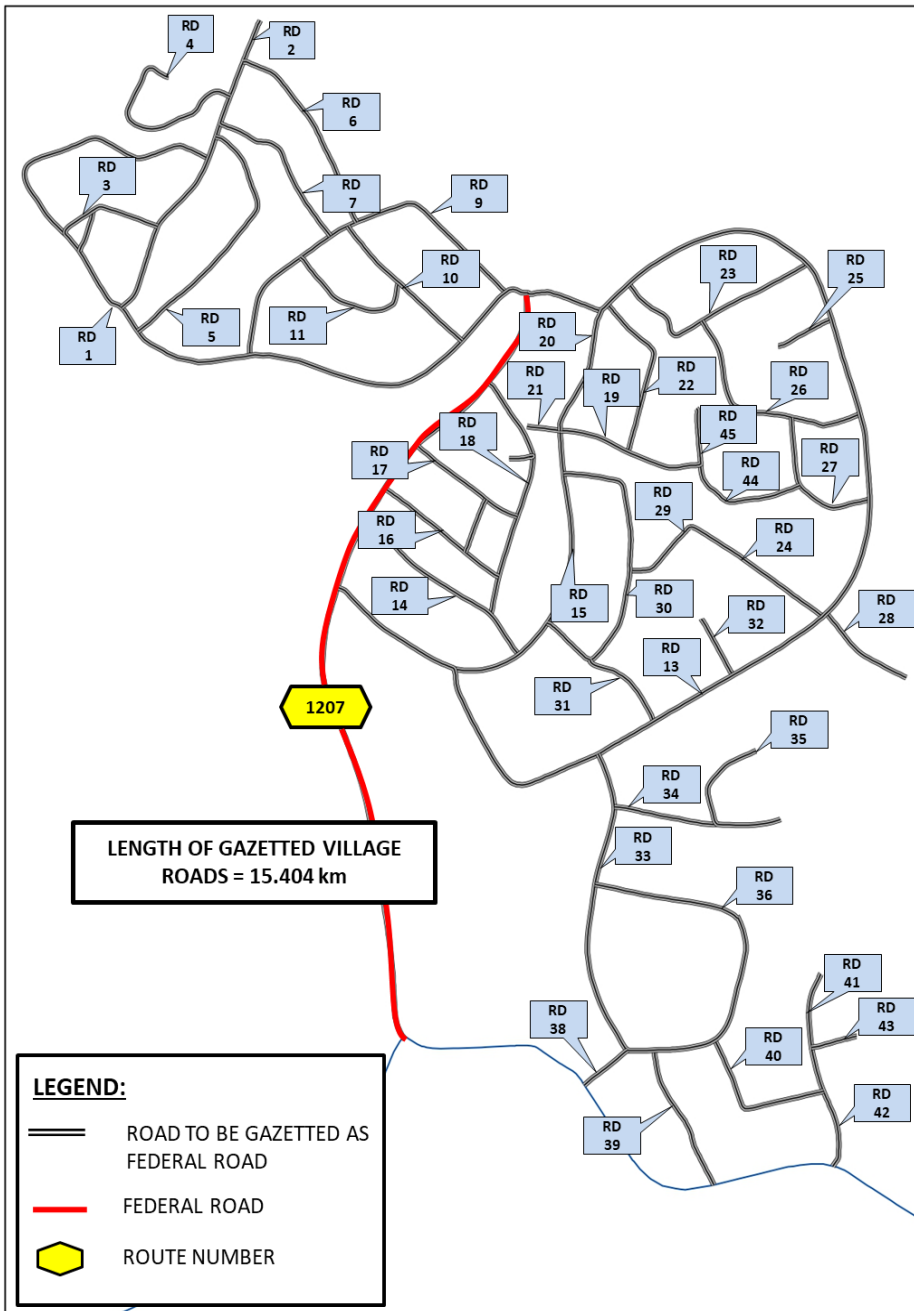 RD
4
RD
2
RD
6
RD
3
RD
7
RD
9
RD
10
RD
11
RD
5
RD
1
RD
23
RD
25
RD
20
RD
21
RD
19
RD
22
RD
26
RD
18
RD
45
RD
17
RD
44
RD
27
RD
29
RD
16
RD
24
RD
14
RD
15
RD
30
RD
32
RD
28
RD
13
RD
31
1207
RD
35
RD
34
LENGTH OF GAZETTED VILLAGE
ROADS = 15.404 km
RD
33
RD
36
RD
41
RD
38
RD
43
RD
40
RD
42
RD
39
LEGEND:
ROAD TO BE GAZETTED AS
FEDERAL ROAD
FEDERAL ROAD
ROUTE NUMBER